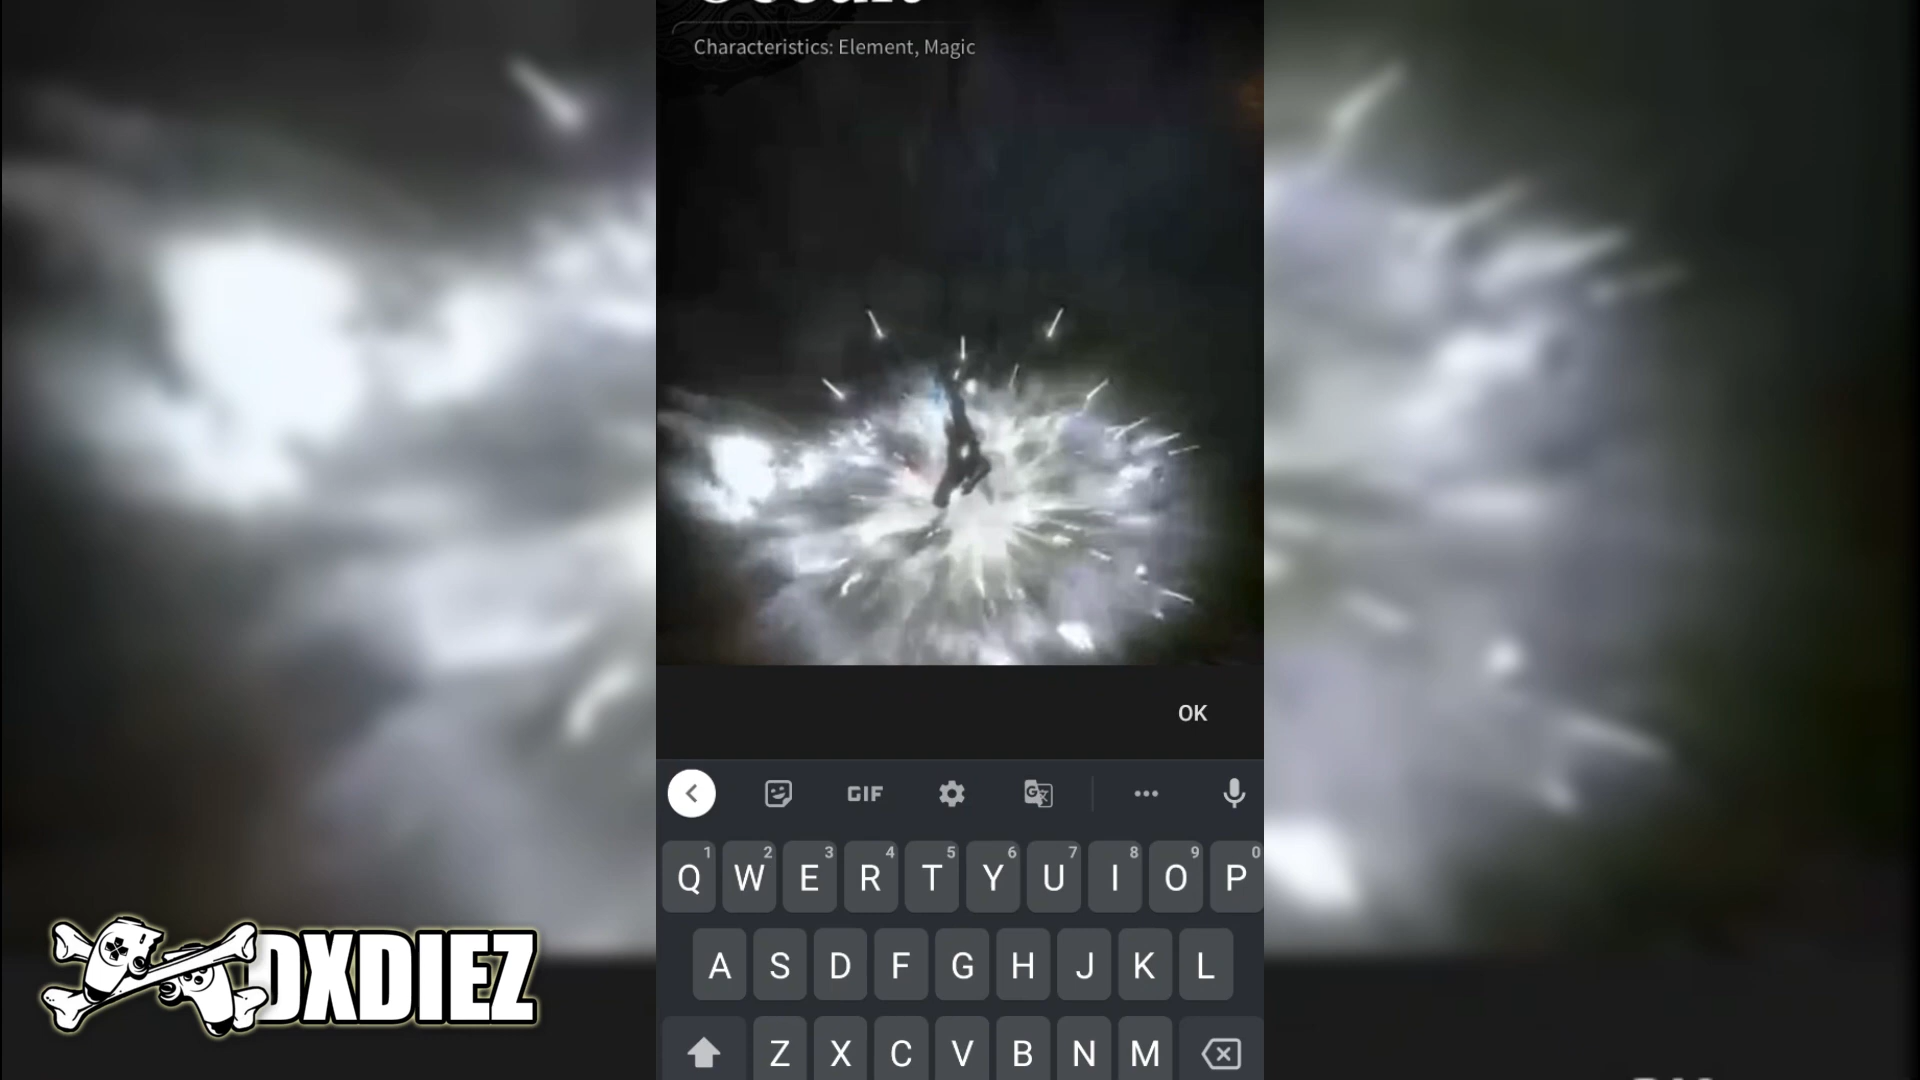 Characteristics: Element, Magic
OK
GIF
1 2 3 4 5 6 7 8 9 0
Q W E R T Y U I O P
A S D F G H J K L
Z X C V B N M
DXDIEZ